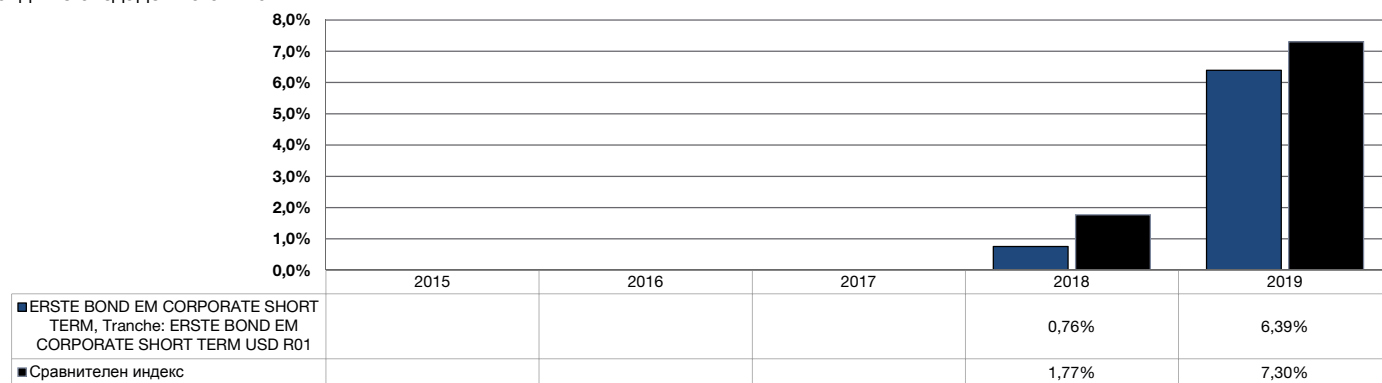 8,0%
7,0%
6,0%
5,0%
4,0%
3,0%
2,0%
1,0%
0,0%
2015 2016 2017 2018 2019
ERSTE BOND EM CORPORATE SHORT
TERM, Tranche: ERSTE BOND EM
CORPORATE SHORT TERM USD R01
0,76% 6,39%
Сравнителен индекс 1,77% 7,30%